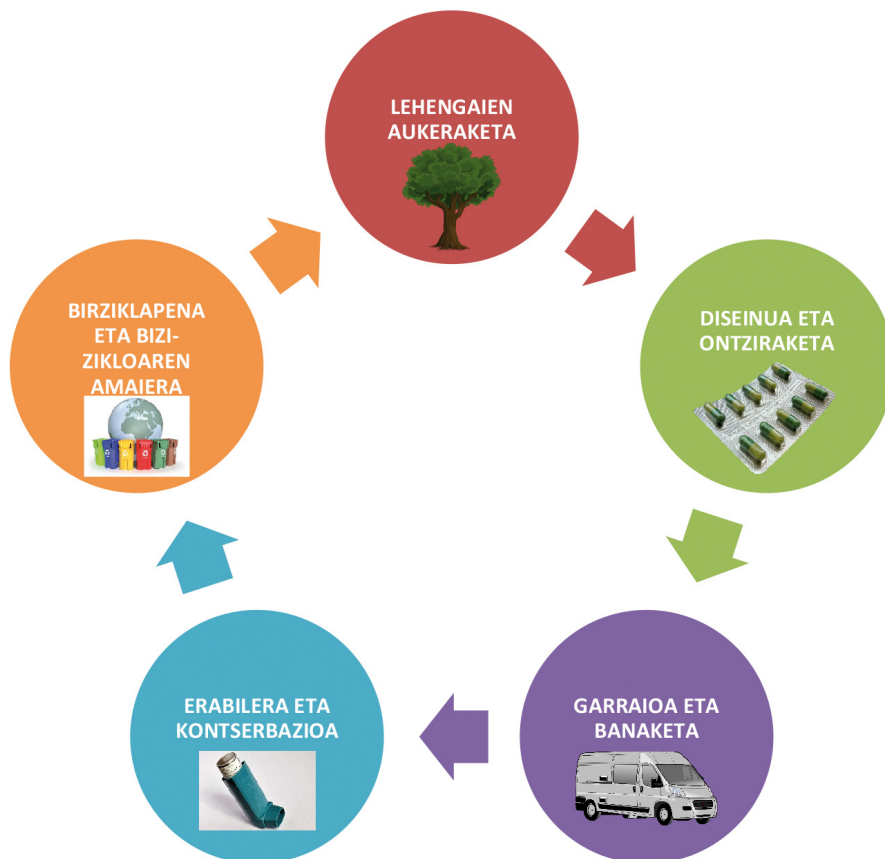 LEHENGAIEN
AUKERAKETA
DISEINUA ETA
ONTZIRAKETA
GARRAIOA ETA
BANAKETA
ERABILERA ETA
KONTSERBAZIOA
BIRZIKLAPENA
ETA BIZI-
ZIKLOAREN
AMAIERA